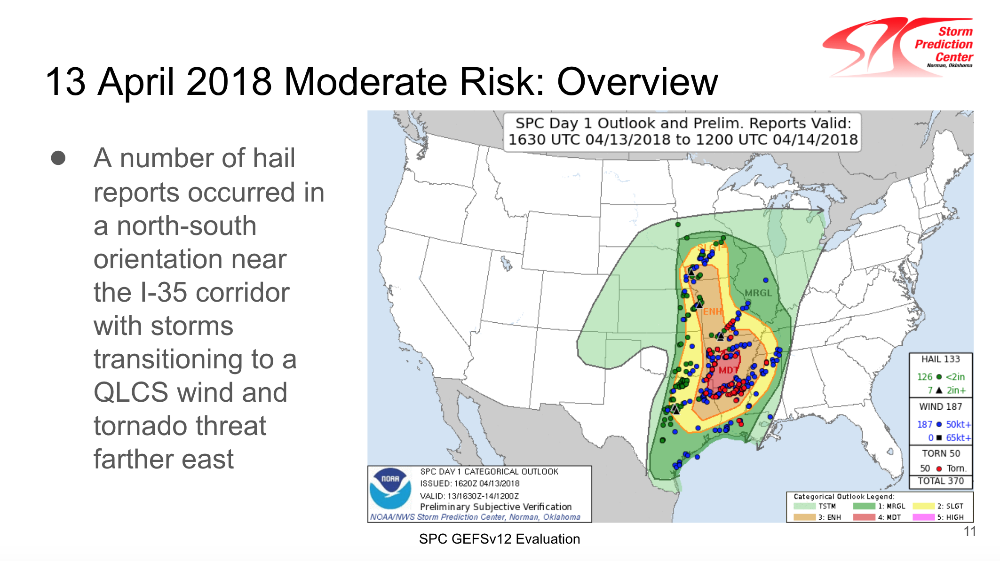 Storm
Prediction
Center
Norman, Oklahoma
13 April 2018 Moderate Risk: Overview
● A number of hail
reports occurred in
a north-south
orientation near
the I-35 corridor
with storms
transitioning to a
QLCS wind and
tornado threat
farther east
SPC Day 1 Outlook and Prelim. Reports Valid:
1630 UTC 04/13/2018 to 1200 UTC 04/14/2018
SLGT
MRGL
ENH
MDT
HAIL 133
126 ● <2in
7 ▲ 2in+
WIND 187
187 ● 50kt+
0 ■ 65kt+
TORN 50
50 ● Torn.
TOTAL 370
NOAA
SPC DAY 1 CATEGORICAL OUTLOOK
ISSUED: 1620Z 04/13/2018
VALID: 13/1630Z-14/1200Z
Preliminary Subjective Verification
NOAA/NWS Storm Prediction Center, Norman, Oklahoma
Categorical Outlook Legend:
TSTM 1: MRGL 2: SLGT
3: ENH 4: MDT 5: HIGH
SPC GEFSv12 Evaluation
11